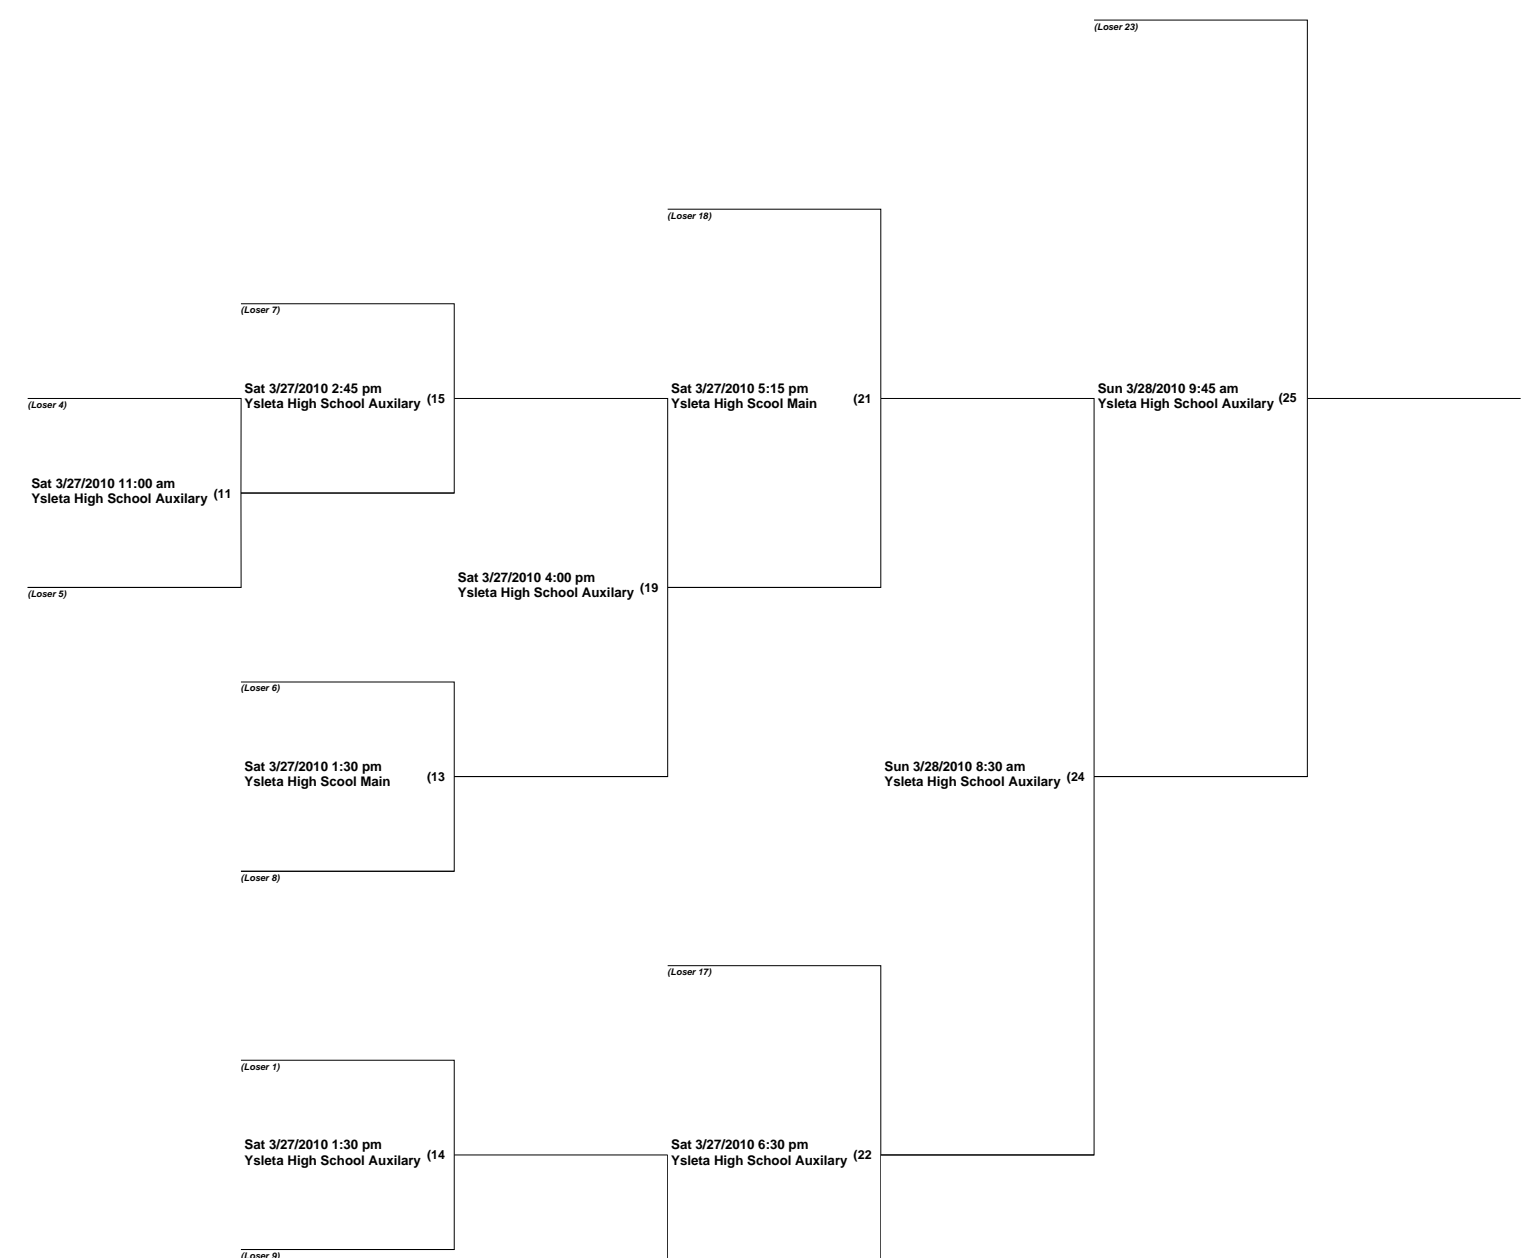 (Loser 23)
(Loser 18)
(Loser 7)
Sat 3/27/2010 2:45 pm
Ysleta High School Auxilary (15
Sat 3/27/2010 5:15 pm
Ysleta High Scool Main (21
Sun 3/28/2010 9:45 am
Ysleta High School Auxilary (25
(Loser 4)
Sat 3/27/2010 11:00 am
Ysleta High School Auxilary (11
Sat 3/27/2010 4:00 pm
Ysleta High School Auxilary (19
(Loser 5)
(Loser 6)
Sat 3/27/2010 1:30 pm
Ysleta High Scool Main (13
Sun 3/28/2010 8:30 am
Ysleta High School Auxilary (24
(Loser 8)
(Loser 17)
(Loser 1)
Sat 3/27/2010 1:30 pm
Ysleta High School Auxilary (14
Sat 3/27/2010 6:30 pm
Ysleta High School Auxilary (22
(Loser 9)